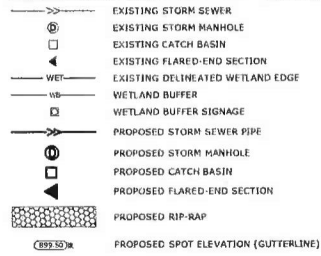 >> EXISTING STORM SEWER
D EXISTING STORM MANHOLE
EXISTING CATCH BASIN
EXISTING FLARED-END SECTION
WET EXISTING DELINEATED WETLAND EDGE
WB WETLAND BUFFER
WETLAND BUFFER SIGNAGE
>> PROPOSED STORM SEWER PIPE
D PROPOSED STORM MANHOLE
PROPOSED CATCH BASIN
PROPOSED FLARED-END SECTION
PROPOSED RIP-RAP
899.50 PROPOSED SPOT ELEVATION (GUTTERLINE)